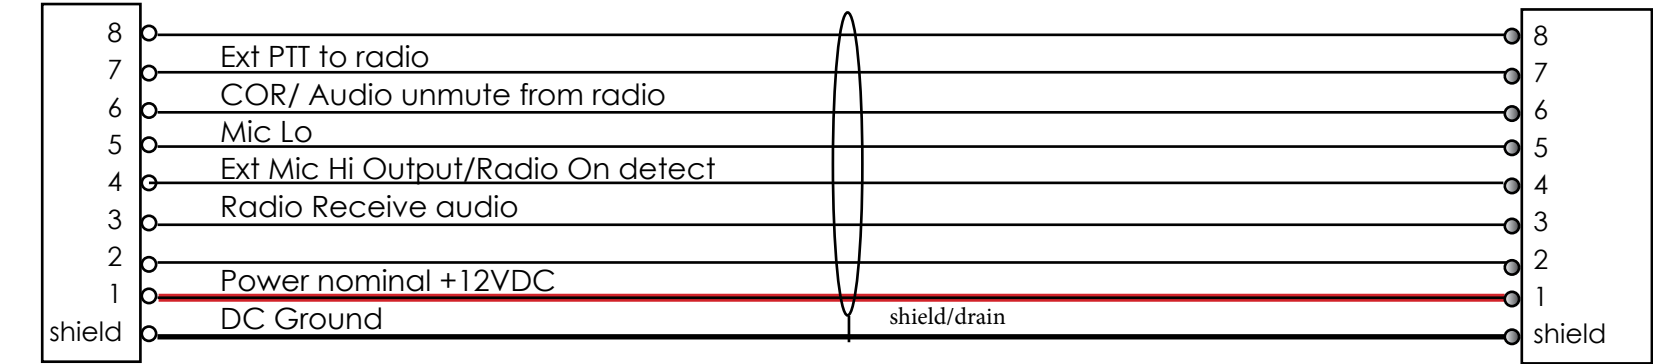 8 8
Ext PTT to radio
7 7
COR/ Audio unmute from radio
6 6
Mic Lo
5 5
Ext Mic Hi Output/Radio On detect
4 4
Radio Receive audio
3 3
2 2
Power nominal +12VDC
1 1
DC Ground shield/drain
shield shield